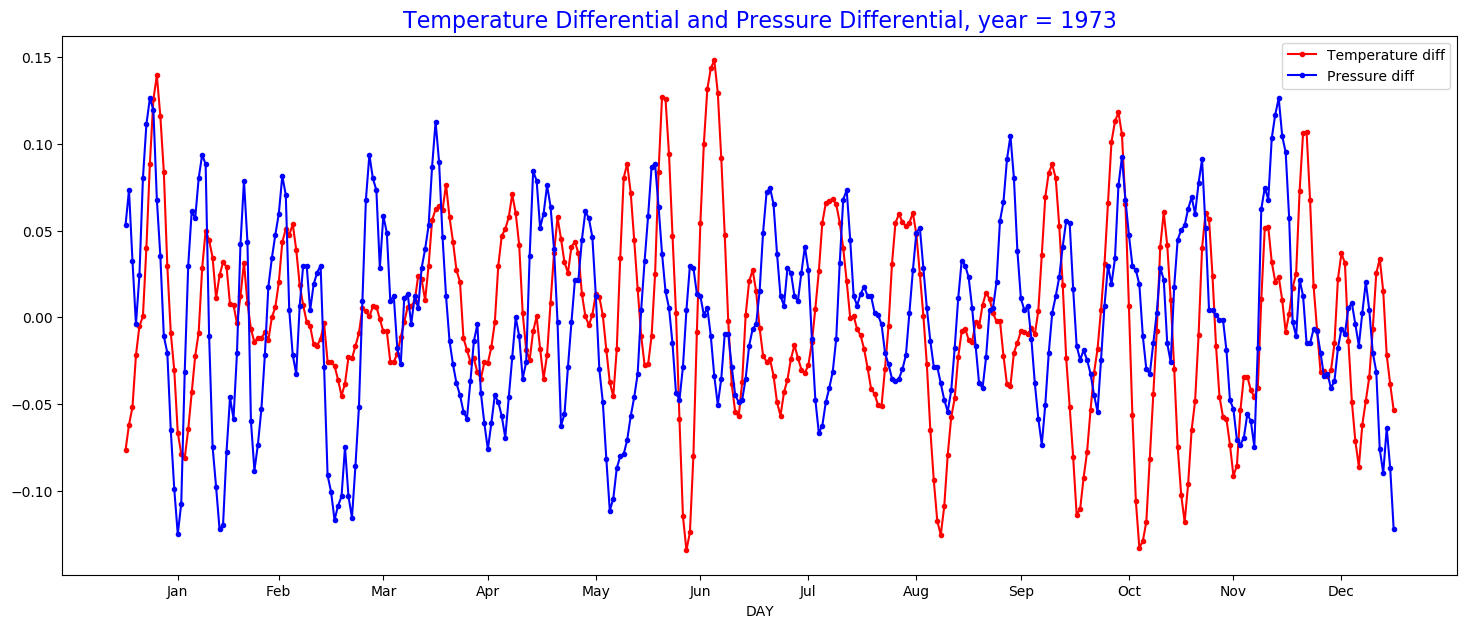 Temperature Differential and Pressure Differential, year = 1973
Temperature diff
Pressure diff
0.15
0.10
0.05
0.00
−0.05
−0.10
Jan Feb Mar Apr May Jun Jul Aug Sep Oct Nov Dec
DAY